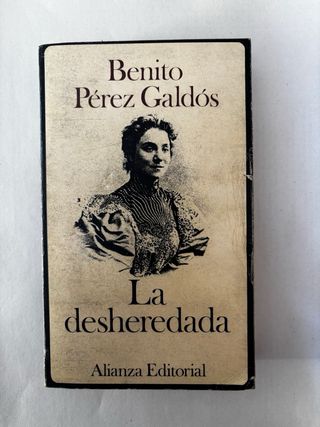 Benito
Pérez Galdós
La
desheredada
Alianza Editorial